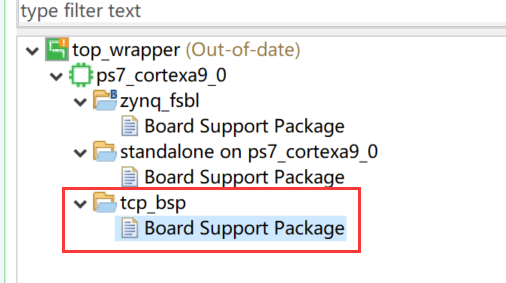 type filter text
top_wrapper (Out-of-date)
ps7_cortexa9_0
zynq_fsbl
Board Support Package
standalone on ps7_cortexa9_0
Board Support Package
tcp_bsp
Board Support Package